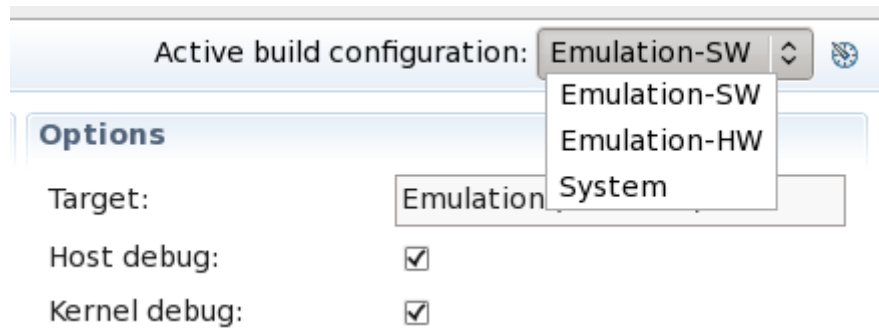 Active build configuration: Emulation-SW
Emulation-SW
Emulation-HW
System
Options
Target: Emulation
Host debug:
Kernel debug: